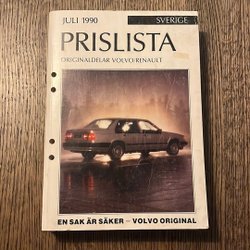 JULI 1990
SVERIGE
PRISLISTA
ORIGINALDELAR VOLVO/RENAULT
EN SAK ÄR SÄKER – VOLVO ORIGINAL